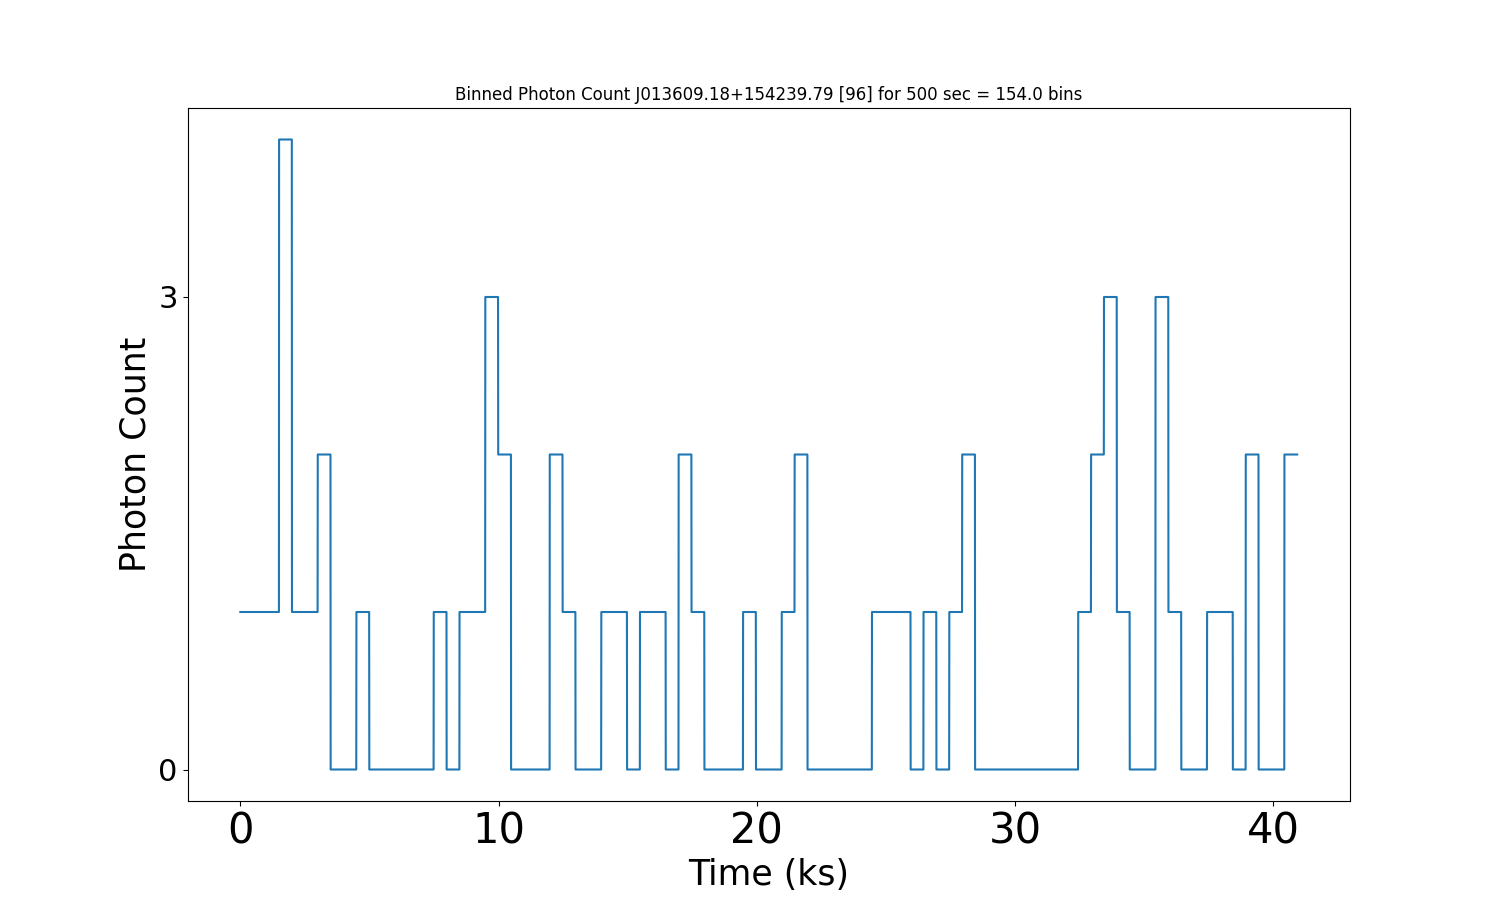 Binned Photon Count J013609.18+154239.79 [96] for 500 sec = 154.0 bins
Photon Count
3
0
0 10 20 30 40
Time (ks)